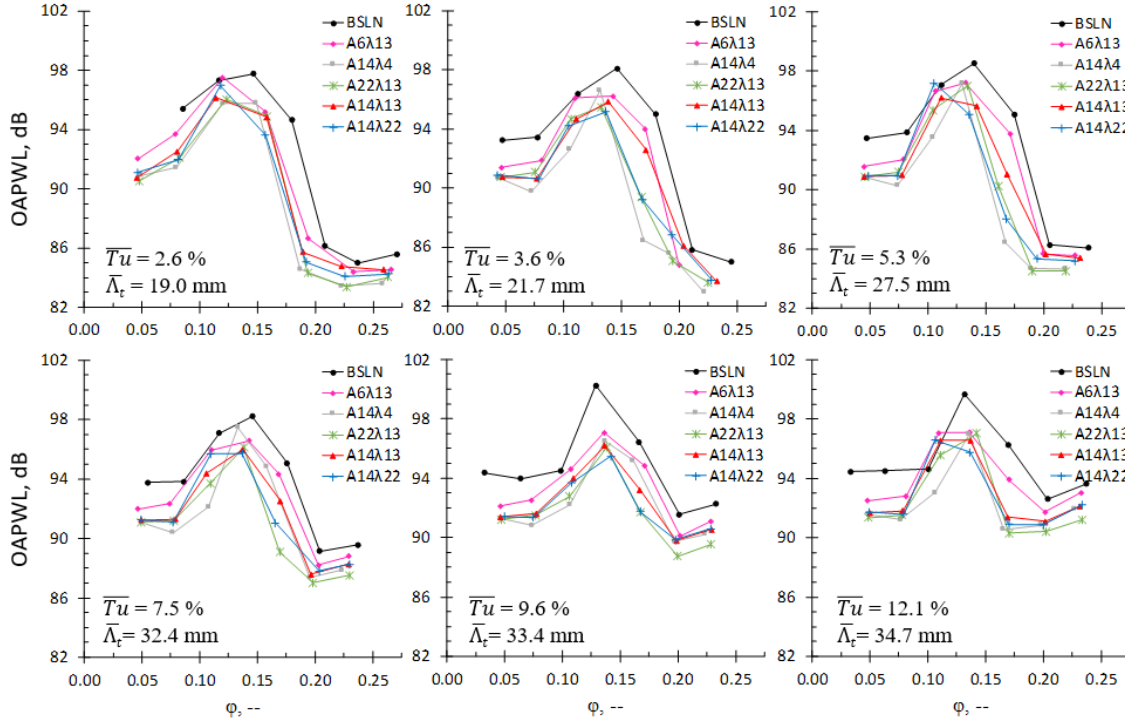 102
98
94
90
86
82
OAPWL, dB
0.00 0.05 0.10 0.15 0.20 0.25
BSLN
A6λ13
A14λ4
A22λ13
A14λ13
A14λ22
Tu = 2.6 %
Λt = 19.0 mm
102
98
94
90
86
82
0.00 0.05 0.10 0.15 0.20 0.25
BSLN
A6λ13
A14λ4
A22λ13
A14λ13
A14λ22
Tu = 3.6 %
Λt = 21.7 mm
102
98
94
90
86
82
0.00 0.05 0.10 0.15 0.20 0.25
BSLN
A6λ13
A14λ4
A22λ13
A14λ13
A14λ22
Tu = 5.3 %
Λt = 27.5 mm
102
98
94
90
86
82
OAPWL, dB
0.00 0.05 0.10 0.15 0.20 0.25
φ, --
BSLN
A6λ13
A14λ4
A22λ13
A14λ13
A14λ22
Tu = 7.5 %
Λt= 32.4 mm
102
98
94
90
86
82
0.00 0.05 0.10 0.15 0.20 0.25
φ, --
BSLN
A6λ13
A14λ4
A22λ13
A14λ13
A14λ22
Tu = 9.6 %
Λt= 33.4 mm
102
98
94
90
86
82
0.00 0.05 0.10 0.15 0.20 0.25
φ, --
BSLN
A6λ13
A14λ4
A22λ13
A14λ13
A14λ22
Tu = 12.1 %
Λt= 34.7 mm